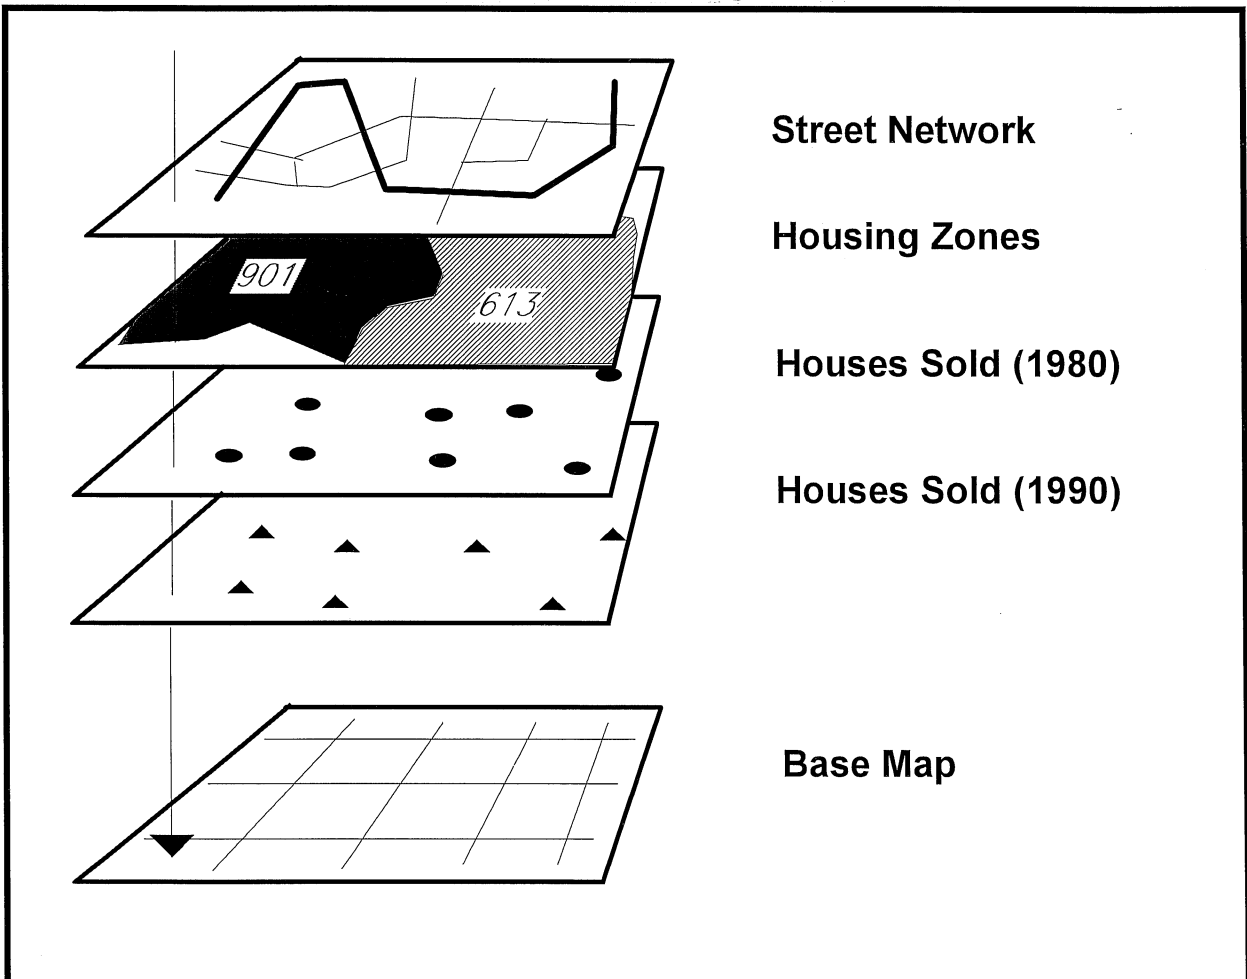 Street Network
Housing Zones
901
613
Houses Sold (1980)
Houses Sold (1990)
Base Map